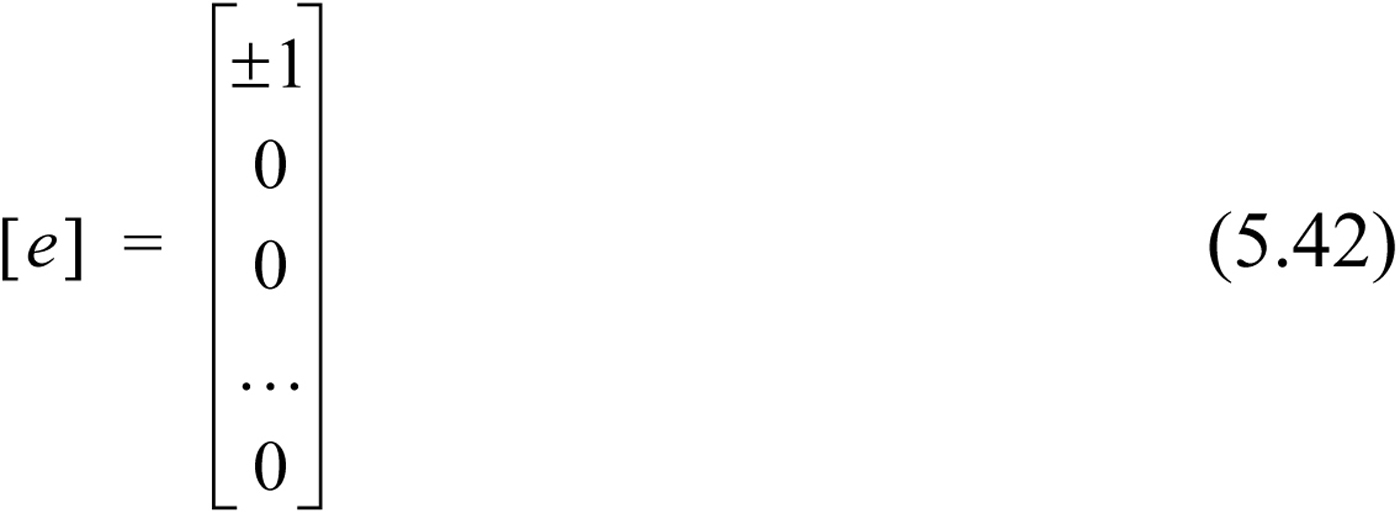 ±1
0
[e] = 0 (5.42)
...
0